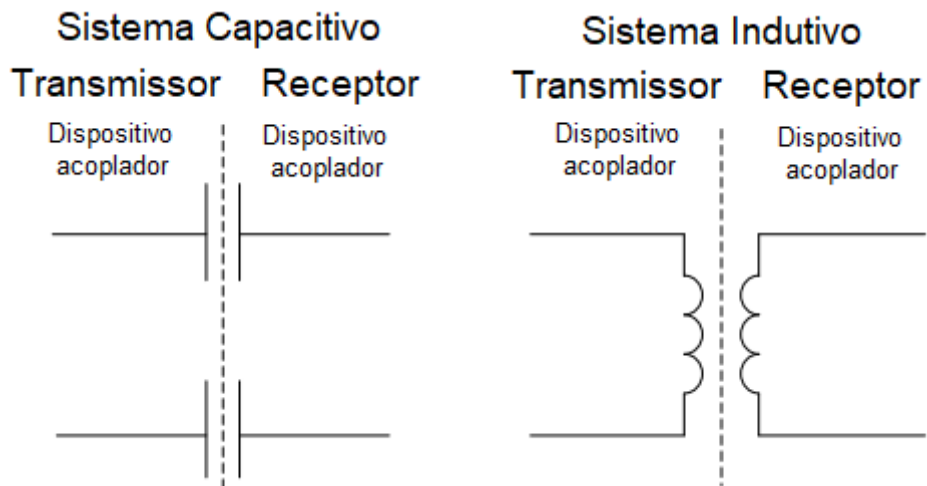 Sistema Capacitivo
Transmissor Receptor
Dispositivo acoplador
Dispositivo acoplador
Sistema Indutivo
Transmissor Receptor
Dispositivo acoplador
Dispositivo acoplador